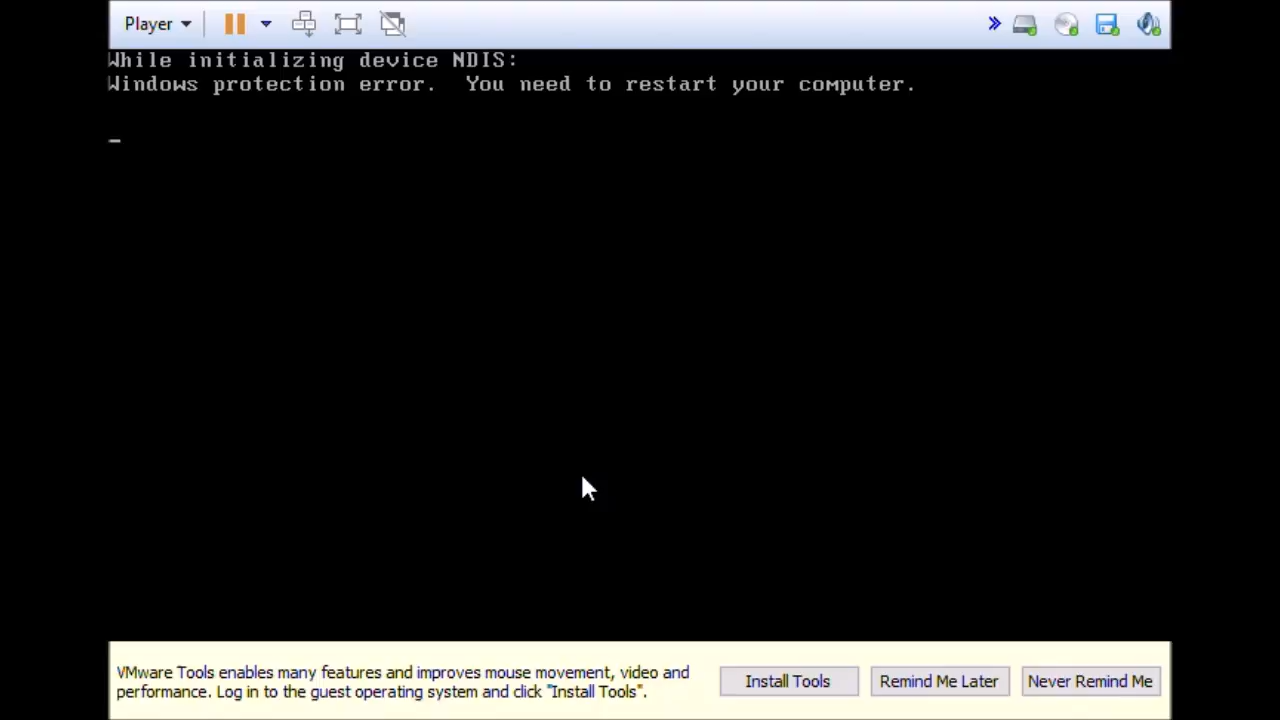 Player
While initializing device NDIS:
Windows protection error.  You need to restart your computer.
VMware Tools enables many features and improves mouse movement, video and
performance. Log in to the guest operating system and click "Install Tools".
Install Tools
Remind Me Later
Never Remind Me